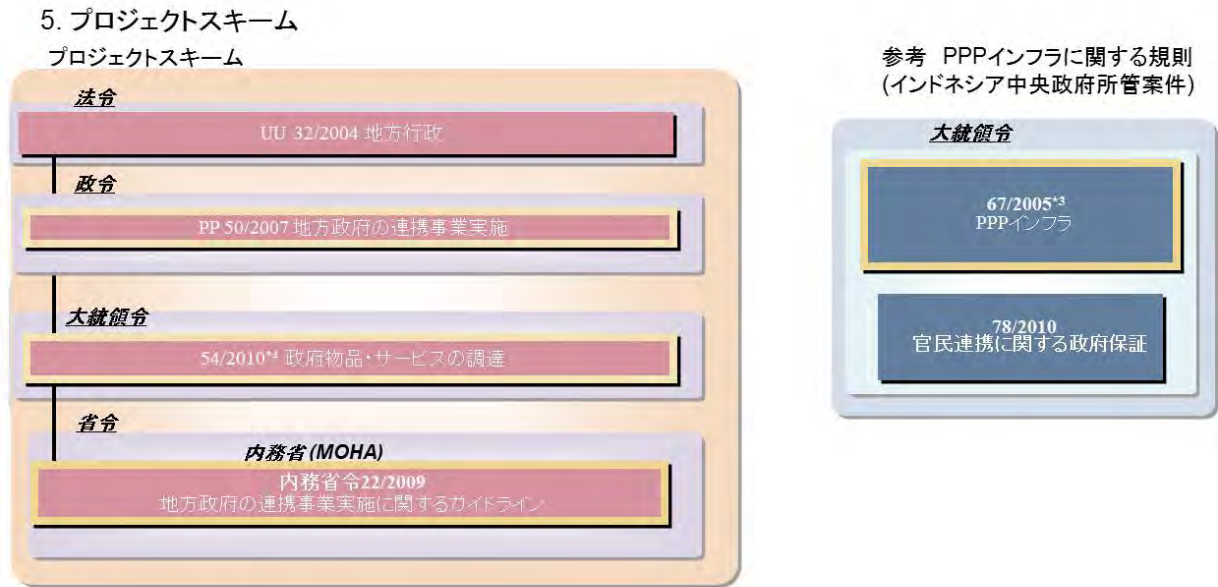 5. プロジェクトスキーム
プロジェクトスキーム
法令
UU 32/2004 地方行政
政令
PP 50/2007 地方政府の連携事業実施
大統領令
54/2010*4 政府物品・サービスの調達
省令
内務省 (MOHA)
内務省令22/2009
地方政府の連携事業実施に関するガイドライン
参考 PPPインフラに関する規則
(インドネシア中央政府所管案件)
大統領令
67/2005*3
PPPインフラ
78/2010
官民連携に関する政府保証